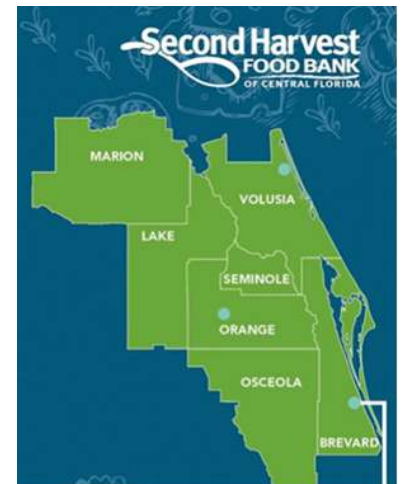 Second Harvest
FOOD BANK
OF CENTRAL FLORIDA
MARION
VOLUSIA
LAKE
SEMINOLE
ORANGE
OSCEOLA
BREVARD